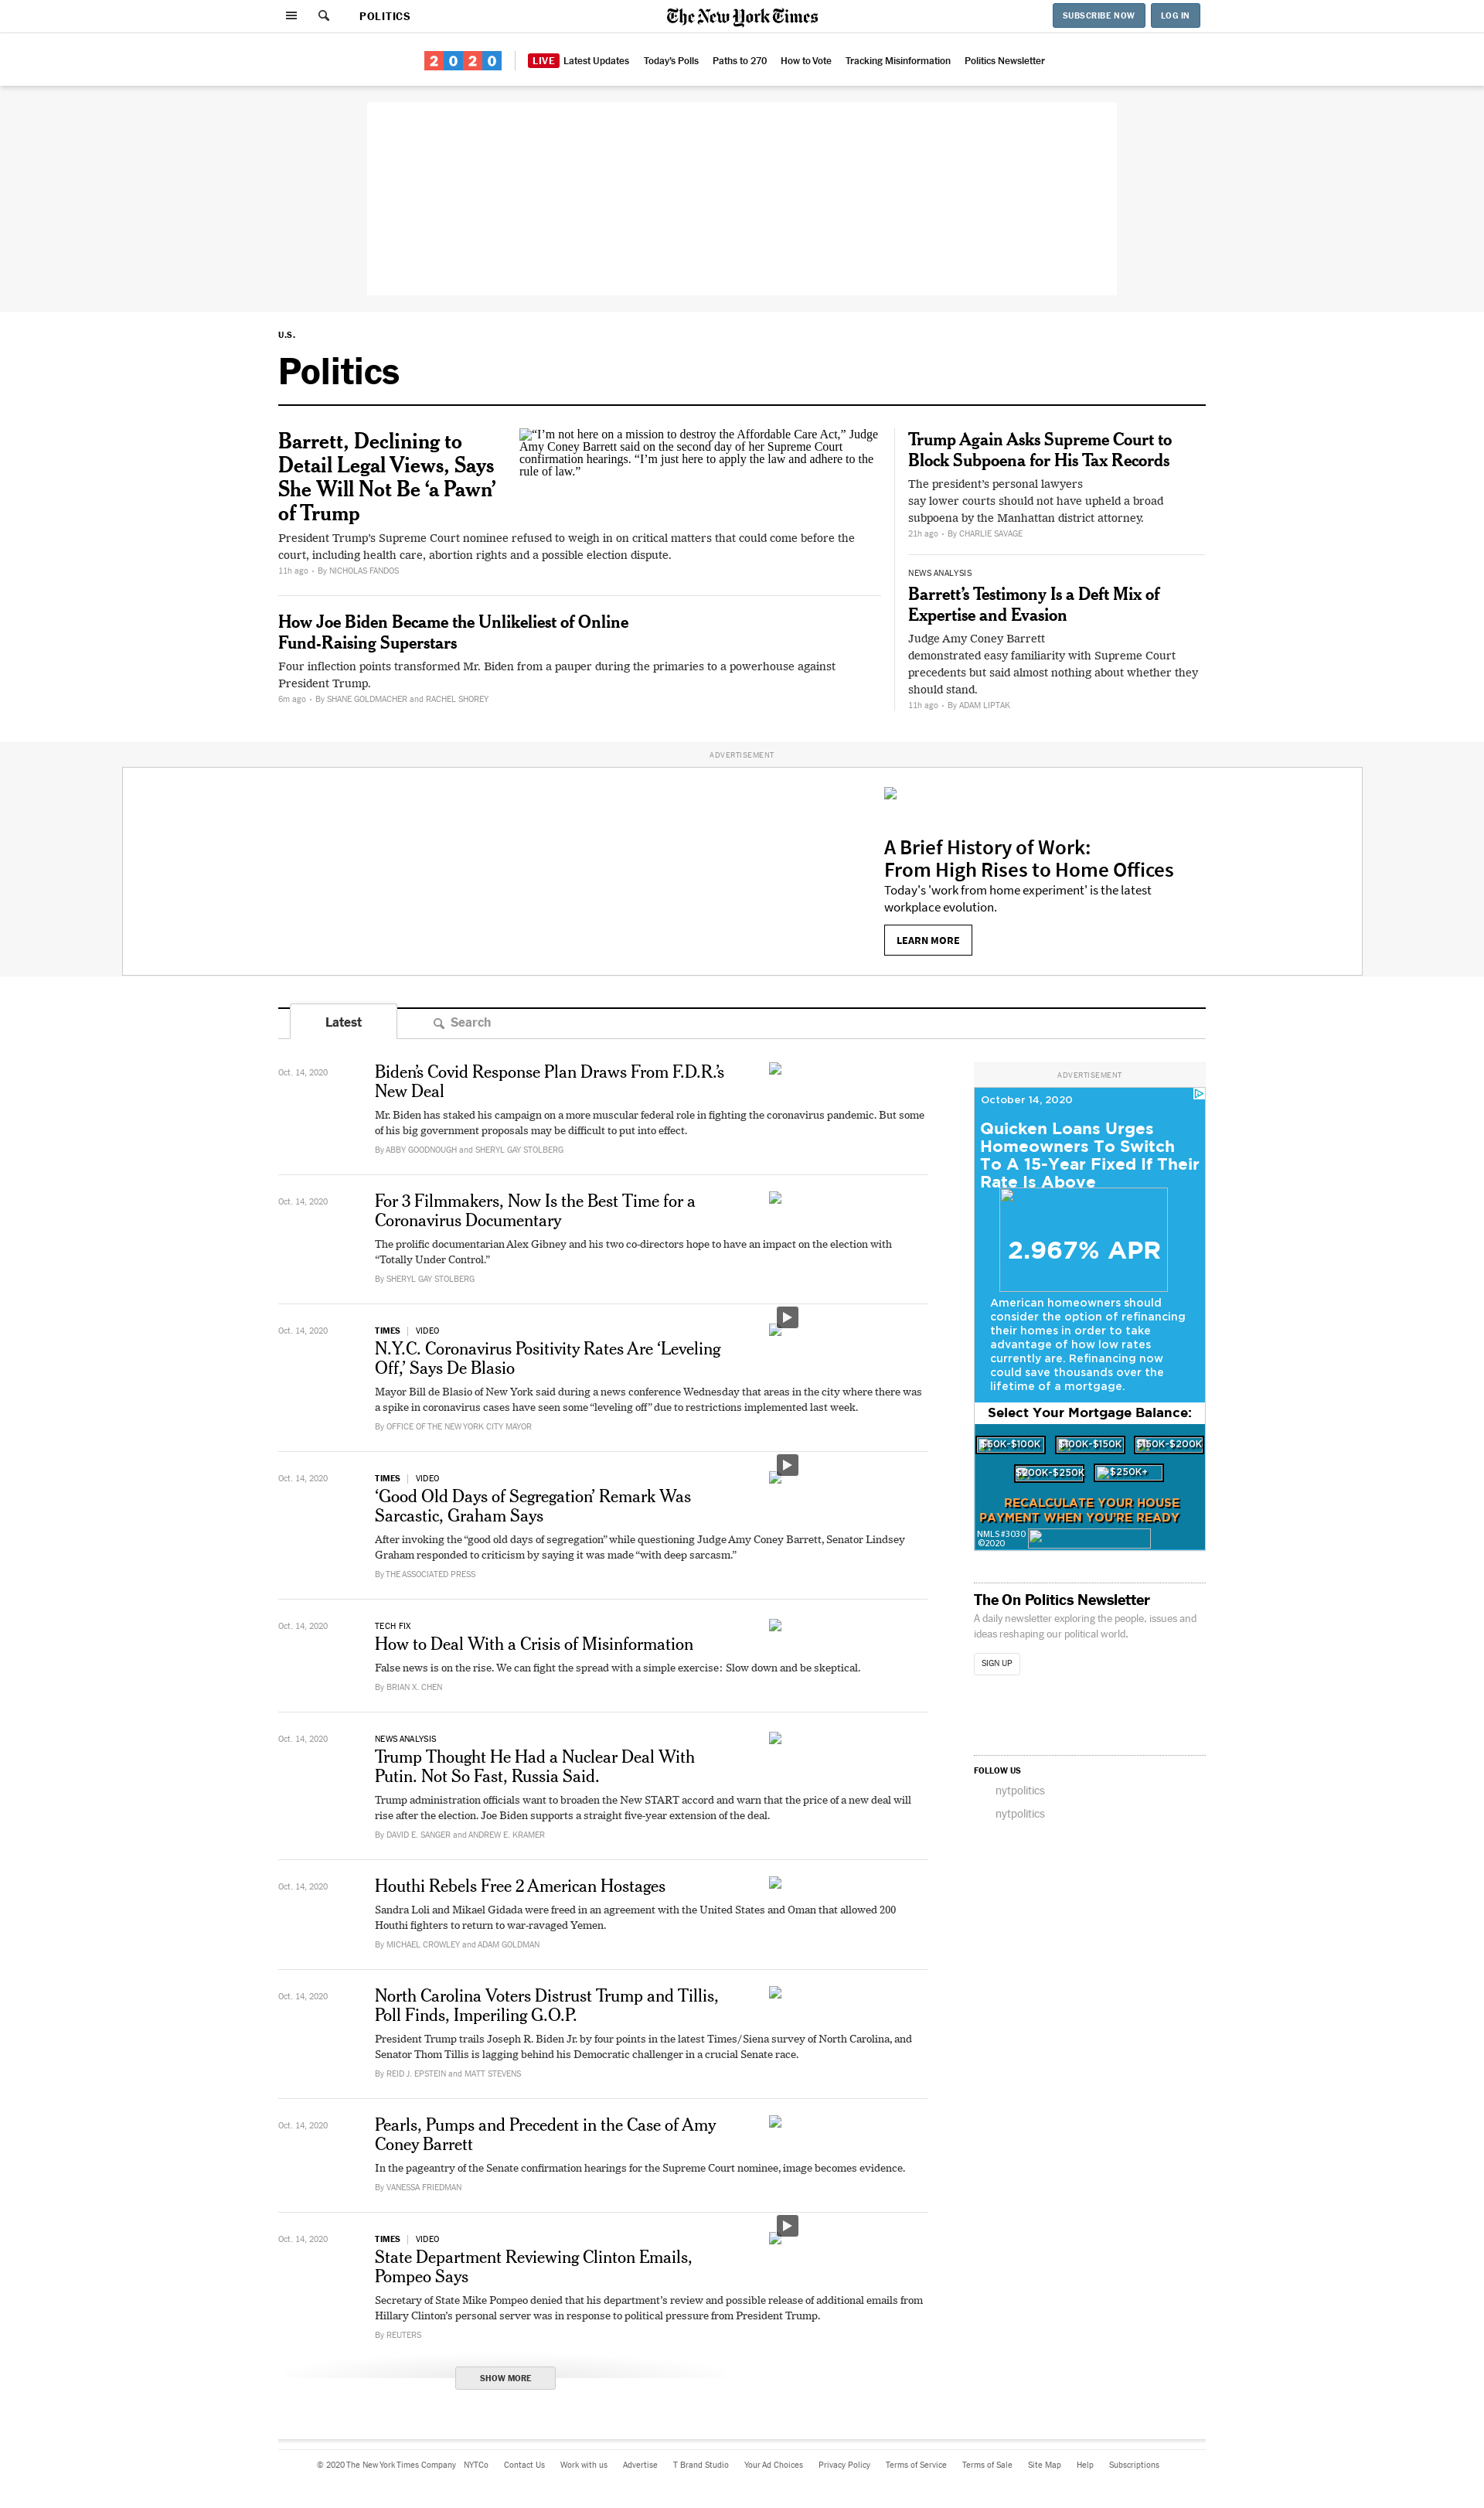 POLITICS
The New York Times
SUBSCRIBE NOW
LOG IN
2020
LIVE Latest Updates
Today's Polls
Paths to 270
How to Vote
Tracking Misinformation
Politics Newsletter
U.S.
Politics
Barrett, Declining to
Detail Legal Views, Says
She Will Not Be ‘a Pawn’
of Trump
“I’m not here on a mission to destroy the Affordable Care Act,” Judge
Amy Coney Barrett said on the second day of her Supreme Court
confirmation hearings. “I’m just here to apply the law and adhere to the
rule of law.”
President Trump’s Supreme Court nominee refused to weigh in on critical matters that could come before the
court, including health care, abortion rights and a possible election dispute.
11h ago • By NICHOLAS FANDOS
How Joe Biden Became the Unlikeliest of Online
Fund-Raising Superstars
Four inflection points transformed Mr. Biden from a pauper during the primaries to a powerhouse against
President Trump.
6m ago • By SHANE GOLDMACHER and RACHEL SHOREY
Trump Again Asks Supreme Court to
Block Subpoena for His Tax Records
The president’s personal lawyers
say lower courts should not have upheld a broad
subpoena by the Manhattan district attorney.
21h ago • By CHARLIE SAVAGE
NEWS ANALYSIS
Barrett’s Testimony Is a Deft Mix of
Expertise and Evasion
Judge Amy Coney Barrett
demonstrated easy familiarity with Supreme Court
precedents but said almost nothing about whether they
should stand.
11h ago • By ADAM LIPTAK
ADVERTISEMENT
A Brief History of Work:
From High Rises to Home Offices
Today's 'work from home experiment' is the latest
workplace evolution.
LEARN MORE
Latest
Search
Oct. 14, 2020
Biden’s Covid Response Plan Draws From F.D.R.’s
New Deal
Mr. Biden has staked his campaign on a more muscular federal role in fighting the coronavirus pandemic. But some
of his big government proposals may be difficult to put into effect.
By ABBY GOODNOUGH and SHERYL GAY STOLBERG
Oct. 14, 2020
For 3 Filmmakers, Now Is the Best Time for a
Coronavirus Documentary
The prolific documentarian Alex Gibney and his two co-directors hope to have an impact on the election with
“Totally Under Control.”
By SHERYL GAY STOLBERG
Oct. 14, 2020
TIMES | VIDEO
N.Y.C. Coronavirus Positivity Rates Are ‘Leveling
Off,’ Says De Blasio
Mayor Bill de Blasio of New York said during a news conference Wednesday that areas in the city where there was
a spike in coronavirus cases have seen some “leveling off” due to restrictions implemented last week.
By OFFICE OF THE NEW YORK CITY MAYOR
Oct. 14, 2020
TIMES | VIDEO
‘Good Old Days of Segregation’ Remark Was
Sarcastic, Graham Says
After invoking the “good old days of segregation” while questioning Judge Amy Coney Barrett, Senator Lindsey
Graham responded to criticism by saying it was made “with deep sarcasm.”
By THE ASSOCIATED PRESS
Oct. 14, 2020
TECH FIX
How to Deal With a Crisis of Misinformation
False news is on the rise. We can fight the spread with a simple exercise: Slow down and be skeptical.
By BRIAN X. CHEN
Oct. 14, 2020
NEWS ANALYSIS
Trump Thought He Had a Nuclear Deal With
Putin. Not So Fast, Russia Said.
Trump administration officials want to broaden the New START accord and warn that the price of a new deal will
rise after the election. Joe Biden supports a straight five-year extension of the deal.
By DAVID E. SANGER and ANDREW E. KRAMER
Oct. 14, 2020
Houthi Rebels Free 2 American Hostages
Sandra Loli and Mikael Gidada were freed in an agreement with the United States and Oman that allowed 200
Houthi fighters to return to war-ravaged Yemen.
By MICHAEL CROWLEY and ADAM GOLDMAN
Oct. 14, 2020
North Carolina Voters Distrust Trump and Tillis,
Poll Finds, Imperiling G.O.P.
President Trump trails Joseph R. Biden Jr. by four points in the latest Times/Siena survey of North Carolina, and
Senator Thom Tillis is lagging behind his Democratic challenger in a crucial Senate race.
By REID J. EPSTEIN and MATT STEVENS
Oct. 14, 2020
Pearls, Pumps and Precedent in the Case of Amy
Coney Barrett
In the pageantry of the Senate confirmation hearings for the Supreme Court nominee, image becomes evidence.
By VANESSA FRIEDMAN
Oct. 14, 2020
TIMES | VIDEO
State Department Reviewing Clinton Emails,
Pompeo Says
Secretary of State Mike Pompeo denied that his department’s review and possible release of additional emails from
Hillary Clinton’s personal server was in response to political pressure from President Trump.
By REUTERS
SHOW MORE
ADVERTISEMENT
October 14, 2020
Quicken Loans Urges
Homeowners To Switch
To A 15-Year Fixed If Their
Rate Is Above
2.967% APR
American homeowners should
consider the option of refinancing
their homes in order to take
advantage of how low rates
currently are. Refinancing now
could save thousands over the
lifetime of a mortgage.
Select Your Mortgage Balance:
$50K-$100K
$100K-$150K
$150K-$200K
$200K-$250K
$250K+
RECALCULATE YOUR HOUSE
PAYMENT WHEN YOU'RE READY
NMLS #3030
©2020
The On Politics Newsletter
A daily newsletter exploring the people, issues and
ideas reshaping our political world.
SIGN UP
FOLLOW US
nytpolitics
nytpolitics
© 2020 The New York Times Company
NYTCo
Contact Us
Work with us
Advertise
T Brand Studio
Your Ad Choices
Privacy Policy
Terms of Service
Terms of Sale
Site Map
Help
Subscriptions